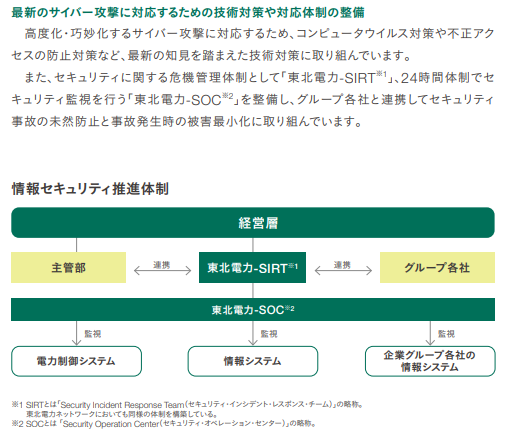 最新のサイバー攻撃に対応するための技術対策や対応体制の整備
高度化・巧妙化するサイバー攻撃に対応するため、コンピュータウイルス対策や不正アク
セスの防止対策など、最新の知見を踏まえた技術対策に取り組んでいます。
また、セキュリティに関する危機管理体制として「東北電力-SIRT※1」、24時間体制でセ
キュリティ監視を行う「東北電力-SOC※2」を整備し、グループ各社と連携してセキュリティ
事故の未然防止と事故発生時の被害最小化に取り組んでいます。
情報セキュリティ推進体制
経営層
主管部
連携
東北電力-SIRT※1
連携
グループ各社
東北電力-SOC※2
監視
監視
監視
電力制御システム
情報システム
企業グループ各社の
情報システム
※1 SIRTとは「Security Incident Response Team（セキュリティ・インシデント・レスポンス・チーム）」の略称。
東北電力ネットワークにおいても同様の体制を構築している。
※2 SOCとは「Security Operation Center（セキュリティ・オペレーション・センター）」の略称。